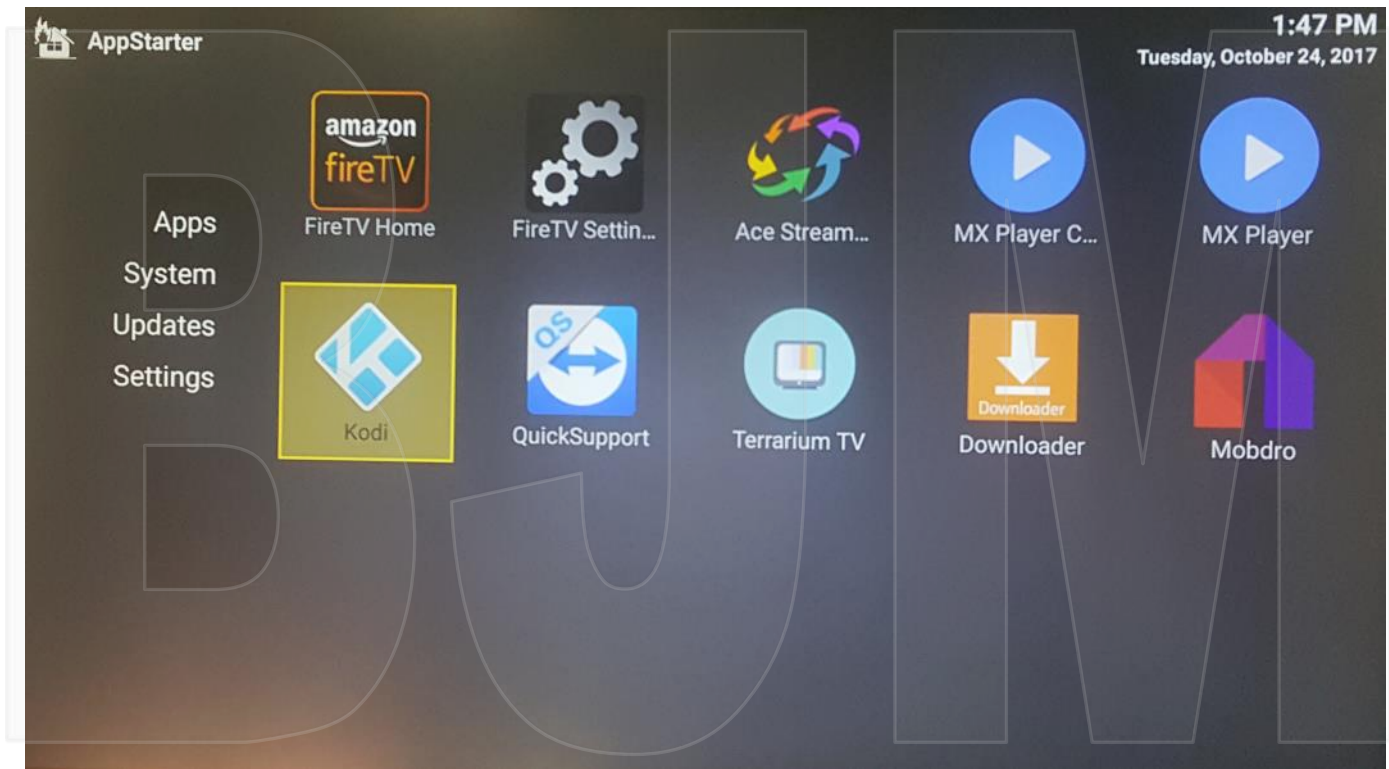 AppStarter
1:47 PM
Tuesday, October 24, 2017
Apps
System
Updates
Settings
amazon
fireTV
FireTV Home
FireTV Settin...
Ace Stream...
MX Player C...
MX Player
Kodi
QS
QuickSupport
Terrarium TV
Downloader
Downloader
Mobdro
BJM